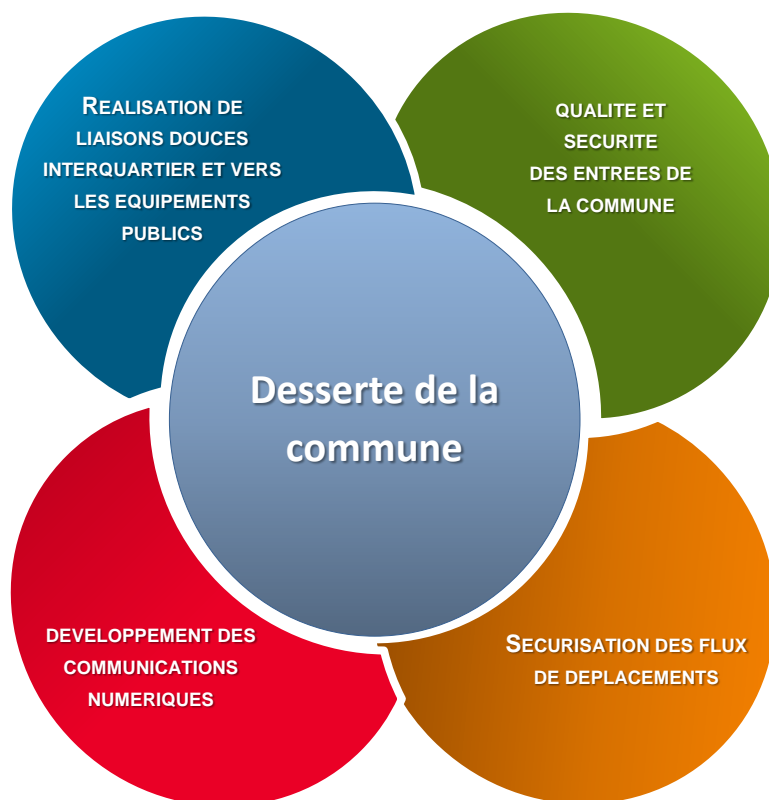 REALISATION DE
LIAISONS DOUCES
INTERQUARTIER ET VERS
LES EQUIPEMENTS
PUBLICS
QUALITE ET
SECURITE
DES ENTREES DE
LA COMMUNE
Desserte de la
commune
DEVELOPPEMENT DES
COMMUNICATIONS
NUMERIQUES
SECURISATION DES FLUX
DE DEPLACEMENTS